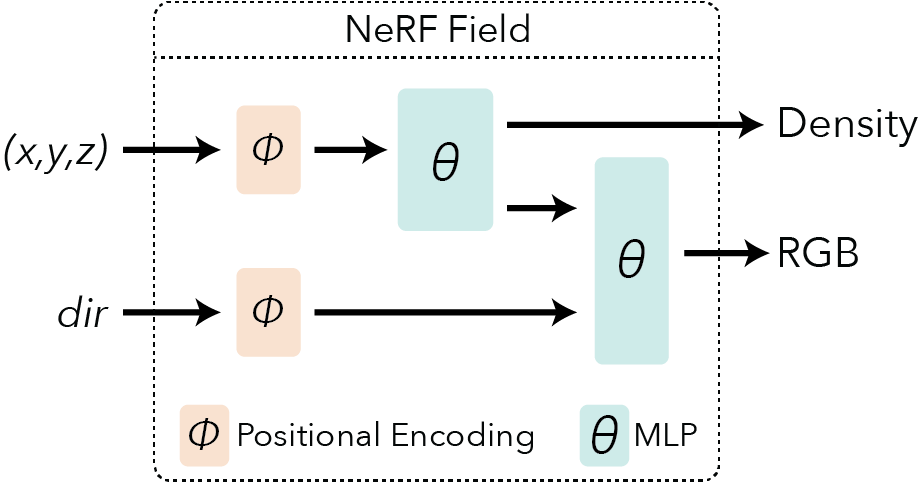 NeRF Field
(x,y,z)
Φ
θ
Density
θ
RGB
dir
Φ
Φ Positional Encoding
θ MLP